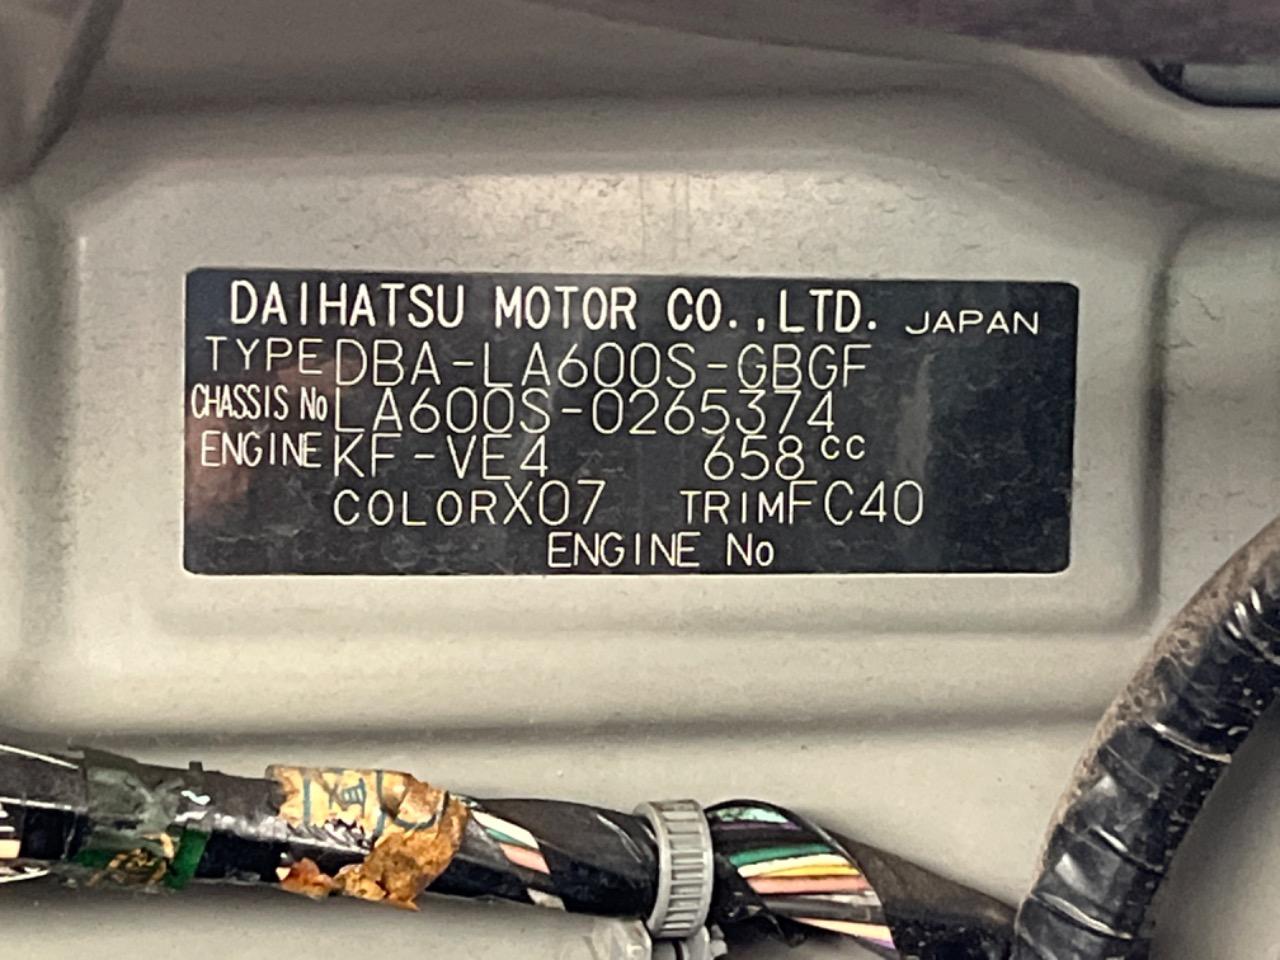 DAIHATSU MOTOR CO.,LTD. JAPAN
TYPE DBA-LA600S-GBGF
CHASSIS No LA600S-0265374
ENGINE KF-VE4 658cc
COLOR X07 TRIM FC40
ENGINE No